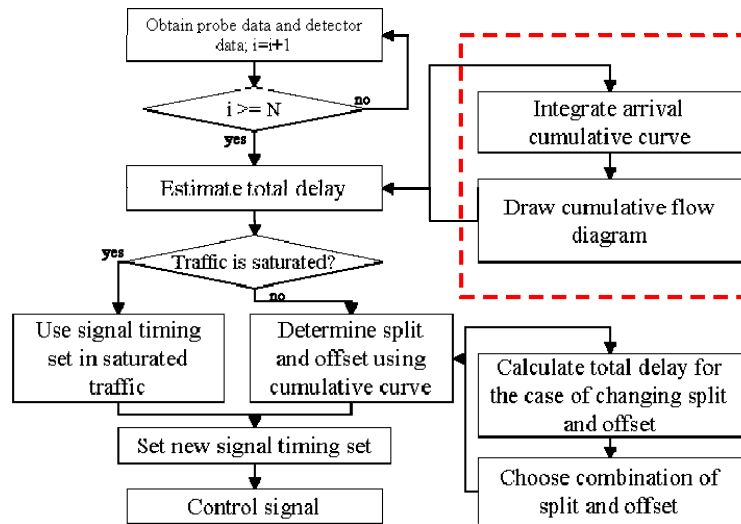 Obtain probe data and detector
data; i=i+1
no
i >= N
yes
Integrate arrival
cumulative curve
Estimate total delay
Draw cumulative flow
diagram
yes
Traffic is saturated?
no
Use signal timing
set in saturated
traffic
Determine split
and offset using
cumulative curve
Calculate total delay for
the case of changing split
and offset
Set new signal timing set
Choose combination of
split and offset
Control signal